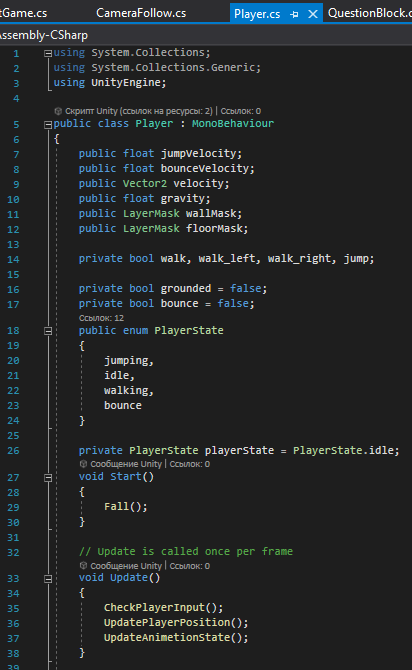 tGame.cs CameraFollow.cs Player.cs QuestionBlock.c
Assembly-CSharp
1 using System.Collections;
2 using System.Collections.Generic;
3 using UnityEngine;
4
Скрипт Unity (ссылок на ресурсы: 2) | Ссылок: 0
5 public class Player : MonoBehaviour
6 {
7 public float jumpVelocity;
8 public float bounceVelocity;
9 public Vector2 velocity;
10 public float gravity;
11 public LayerMask wallMask;
12 public LayerMask floorMask;
13
14 private bool walk, walk_left, walk_right, jump;
15
16 private bool grounded = false;
17 private bool bounce = false;
Ссылок: 12
18 public enum PlayerState
19 {
20 jumping,
21 idle,
22 walking,
23 bounce
24 }
25
26 private PlayerState playerState = PlayerState.idle;
Сообщение Unity | Ссылок: 0
27 void Start()
28 {
29 Fall();
30 }
31
32 // Update is called once per frame
Сообщение Unity | Ссылок: 0
33 void Update()
34 {
35 CheckPlayerInput();
36 UpdatePlayerPosition();
37 UpdateAnimetionState();
38 }
39